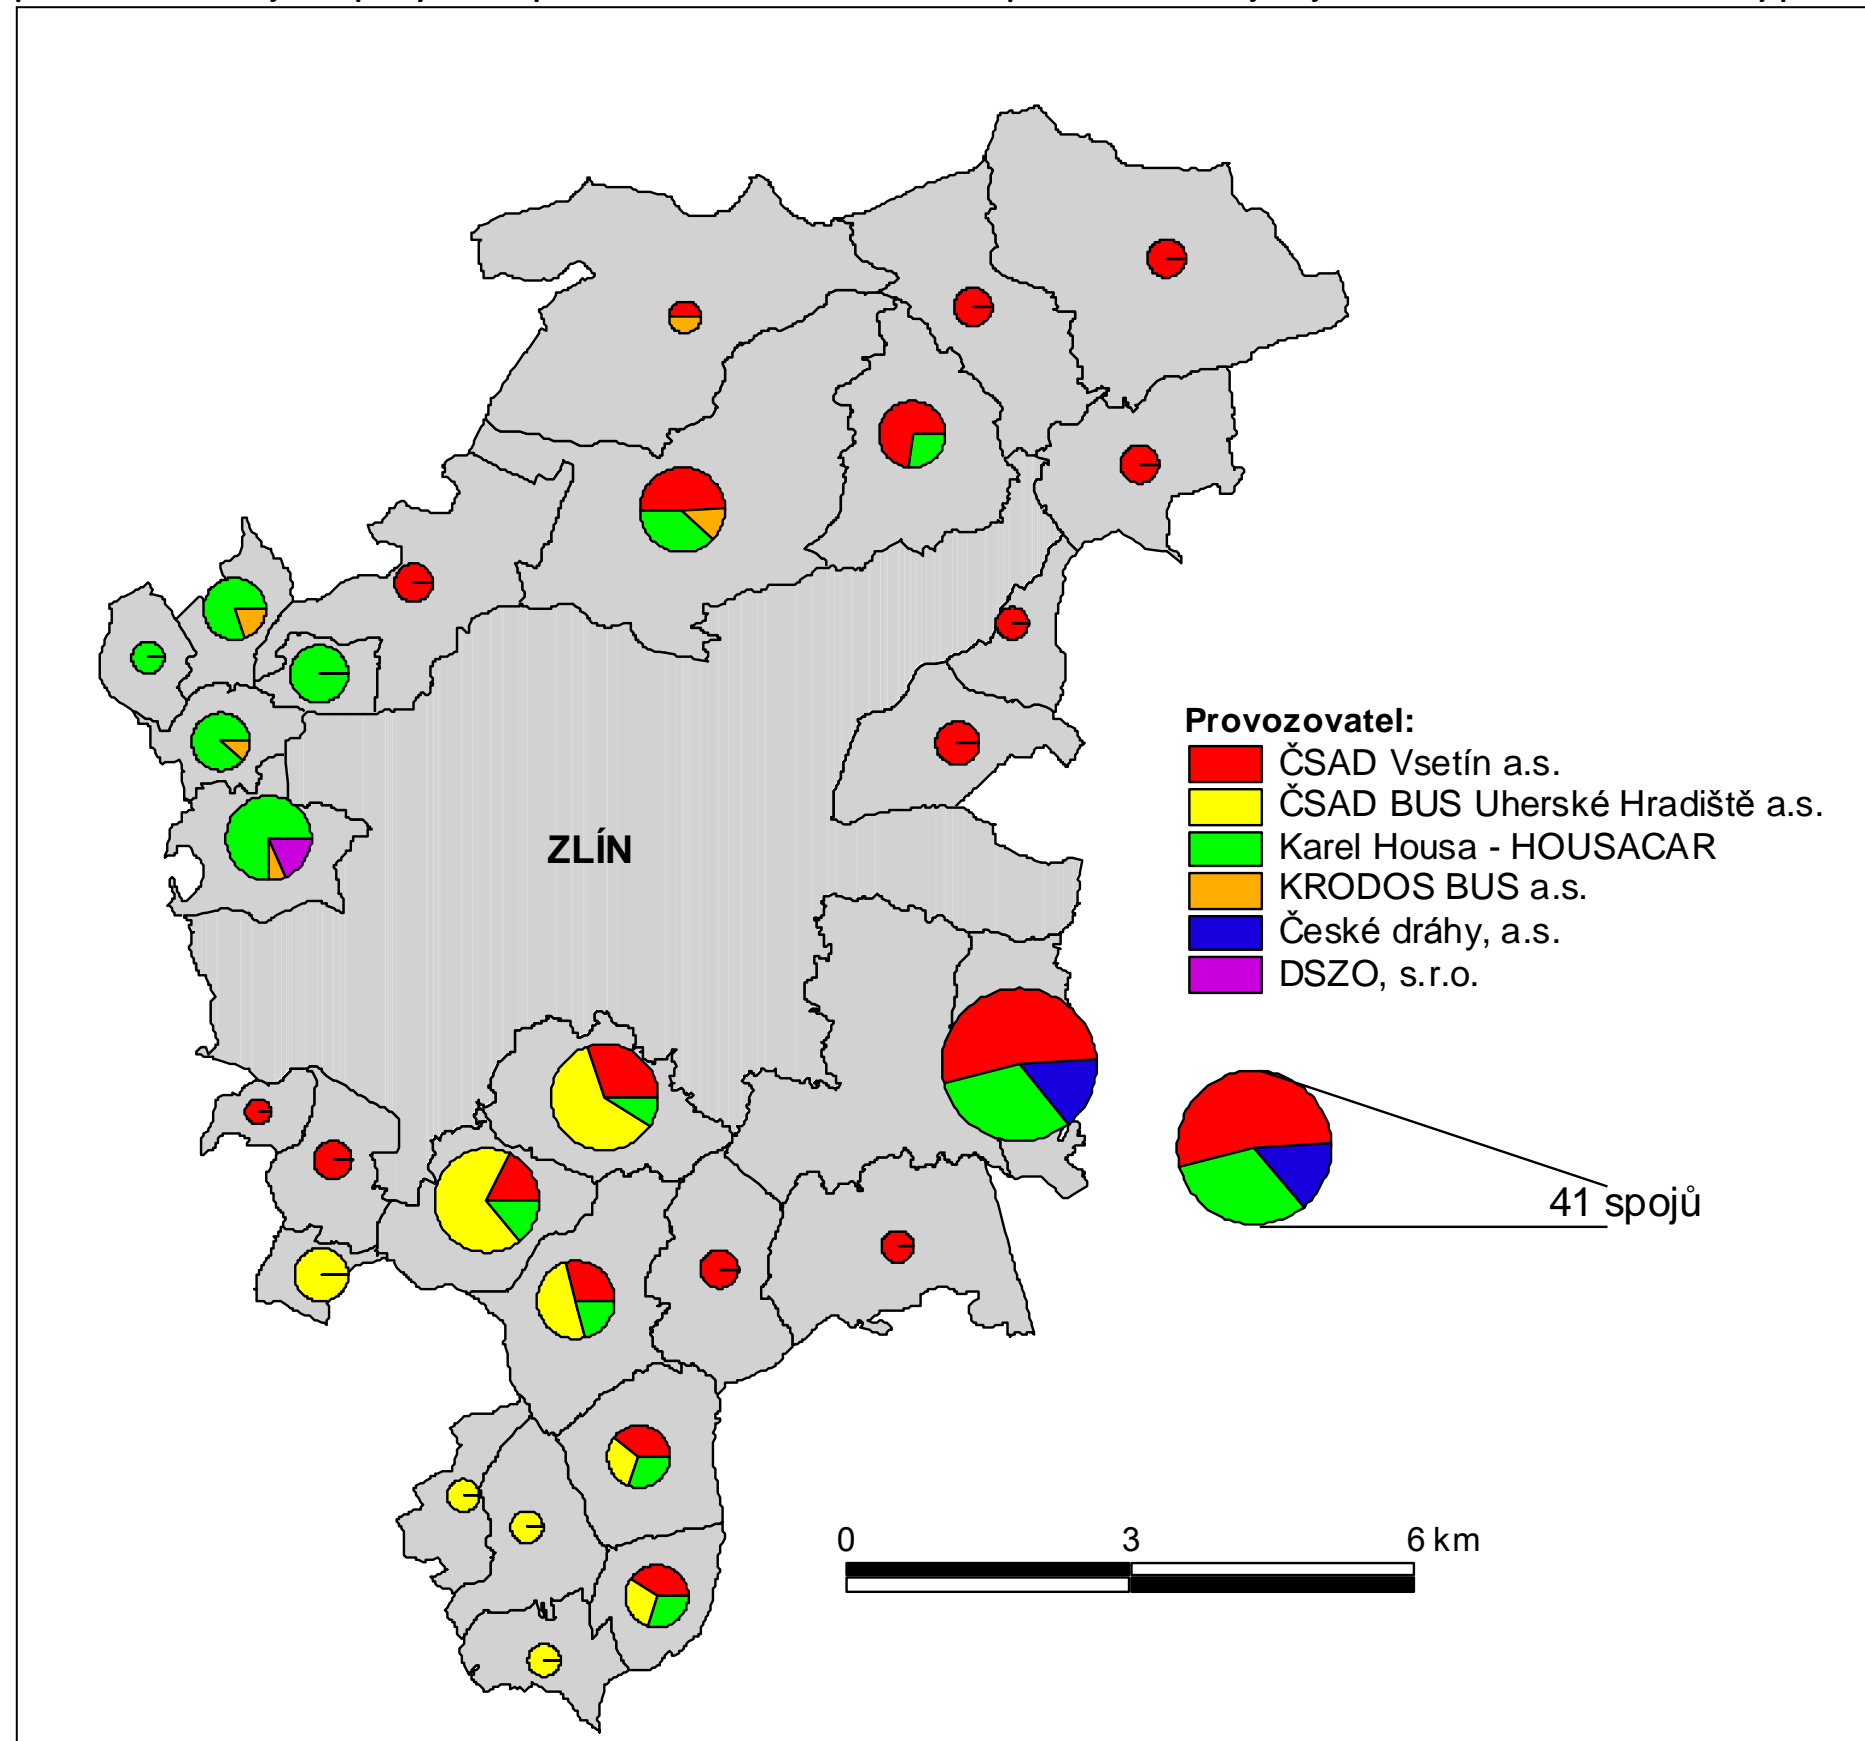 ZLÍN
Provozovatel:
ČSAD Vsetín a.s.
ČSAD BUS Uherské Hradiště a.s.
Karel Housa - HOUSACAR
KRODOS BUS a.s.
České dráhy, a.s.
DSZO, s.r.o.
41 spojů
0 3 6 km